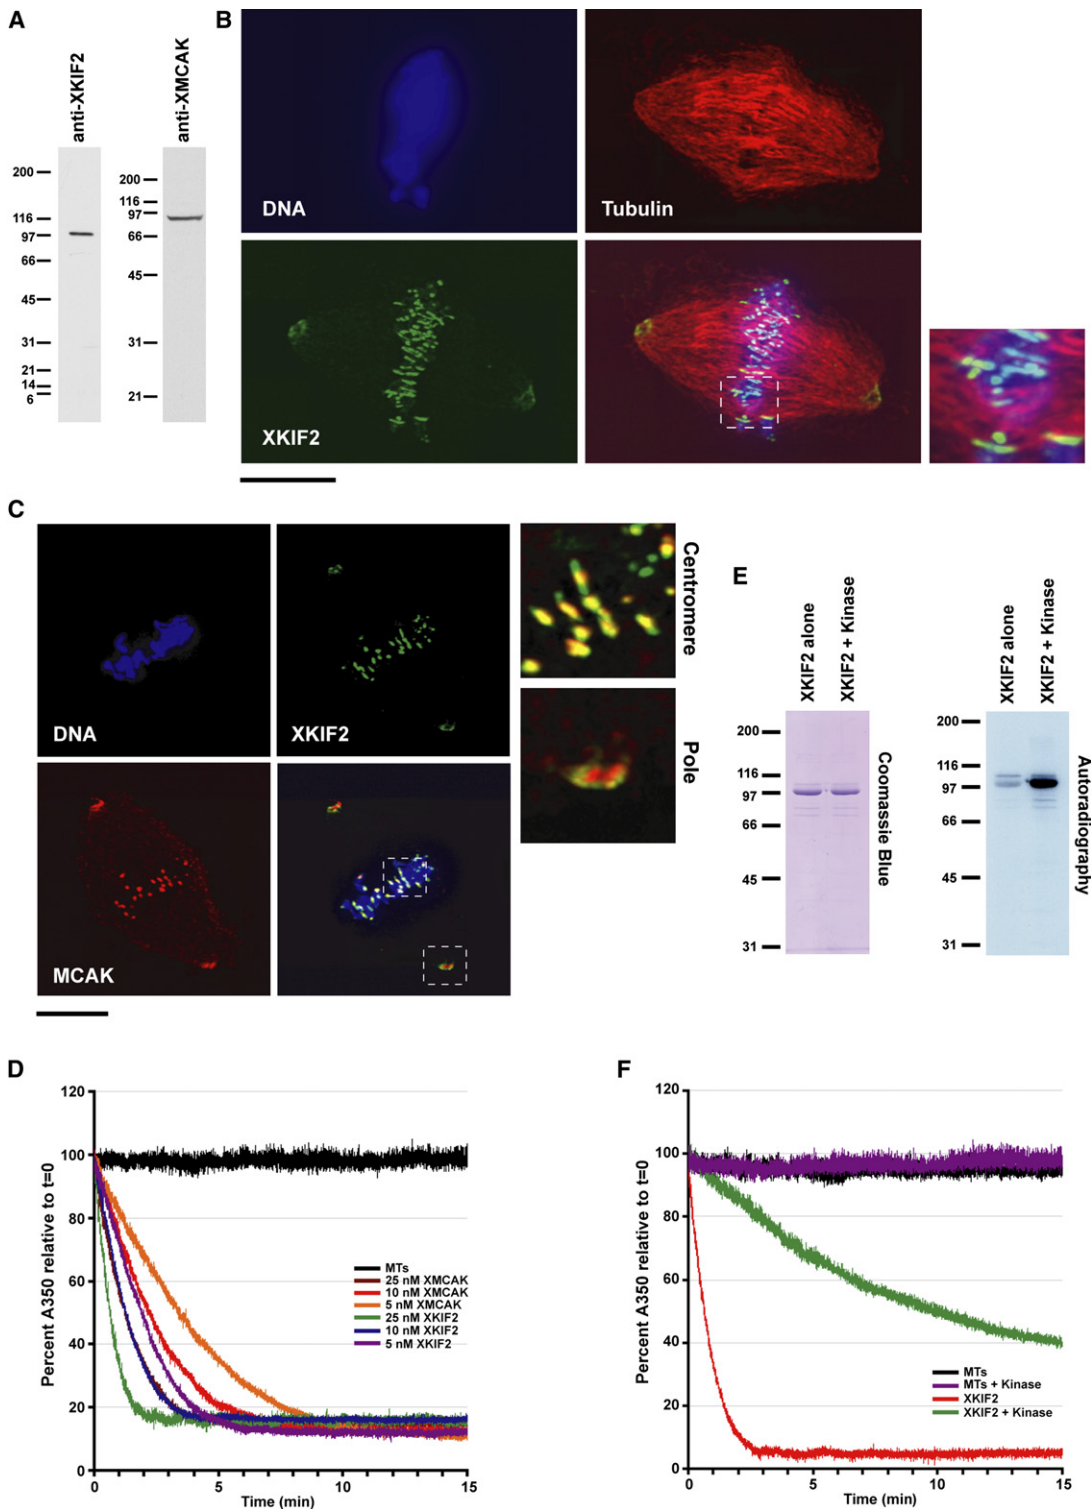 A
anti-XKIF2
anti-XMCAK
200
116
97
66
45
31
21
14
6
200
116
97
66
45
31
21
B
DNA
Tubulin
XKIF2
C
DNA
XKIF2
MCAK
Centromere
Pole
E
XKIF2 alone
XKIF2 + Kinase
200
116
97
66
45
31
Coomassie Blue
XKIF2 alone
XKIF2 + Kinase
200
116
97
66
45
31
Autoradiography
D
Percent A350 relative to t=0
120
100
80
60
40
20
0
MTs
25 nM XMCAK
10 nM XMCAK
5 nM XMCAK
25 nM XKIF2
10 nM XKIF2
5 nM XKIF2
0 5 10 15
Time (min)
F
Percent A350 relative to t=0
120
100
80
60
40
20
0
MTs
MTs + Kinase
XKIF2
XKIF2 + Kinase
0 5 10 15
Time (min)